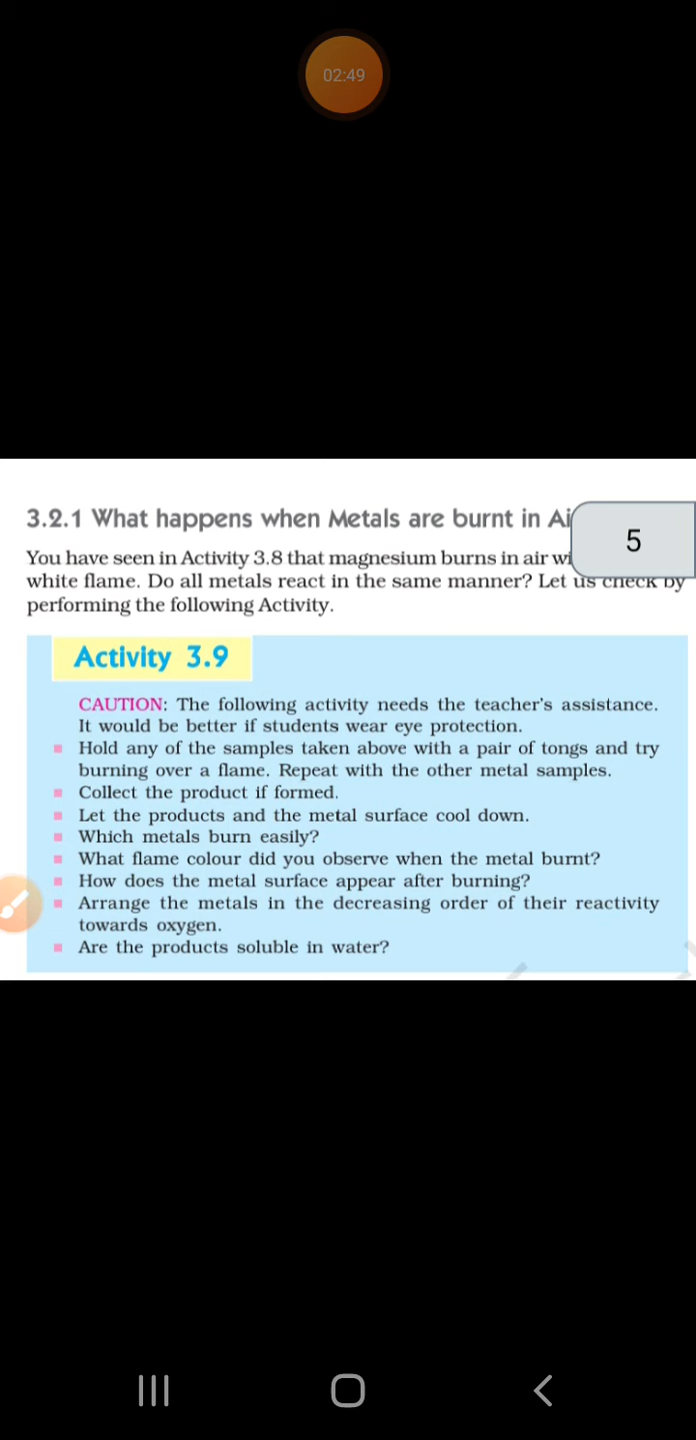 02:49
3.2.1 What happens when Metals are burnt in Ai
5
You have seen in Activity 3.8 that magnesium burns in air wi
white flame. Do all metals react in the same manner? Let us check by
performing the following Activity.
Activity 3.9
CAUTION: The following activity needs the teacher's assistance.
It would be better if students wear eye protection.
Hold any of the samples taken above with a pair of tongs and try
burning over a flame. Repeat with the other metal samples.
Collect the product if formed.
Let the products and the metal surface cool down.
Which metals burn easily?
What flame colour did you observe when the metal burnt?
How does the metal surface appear after burning?
Arrange the metals in the decreasing order of their reactivity
towards oxygen.
Are the products soluble in water?